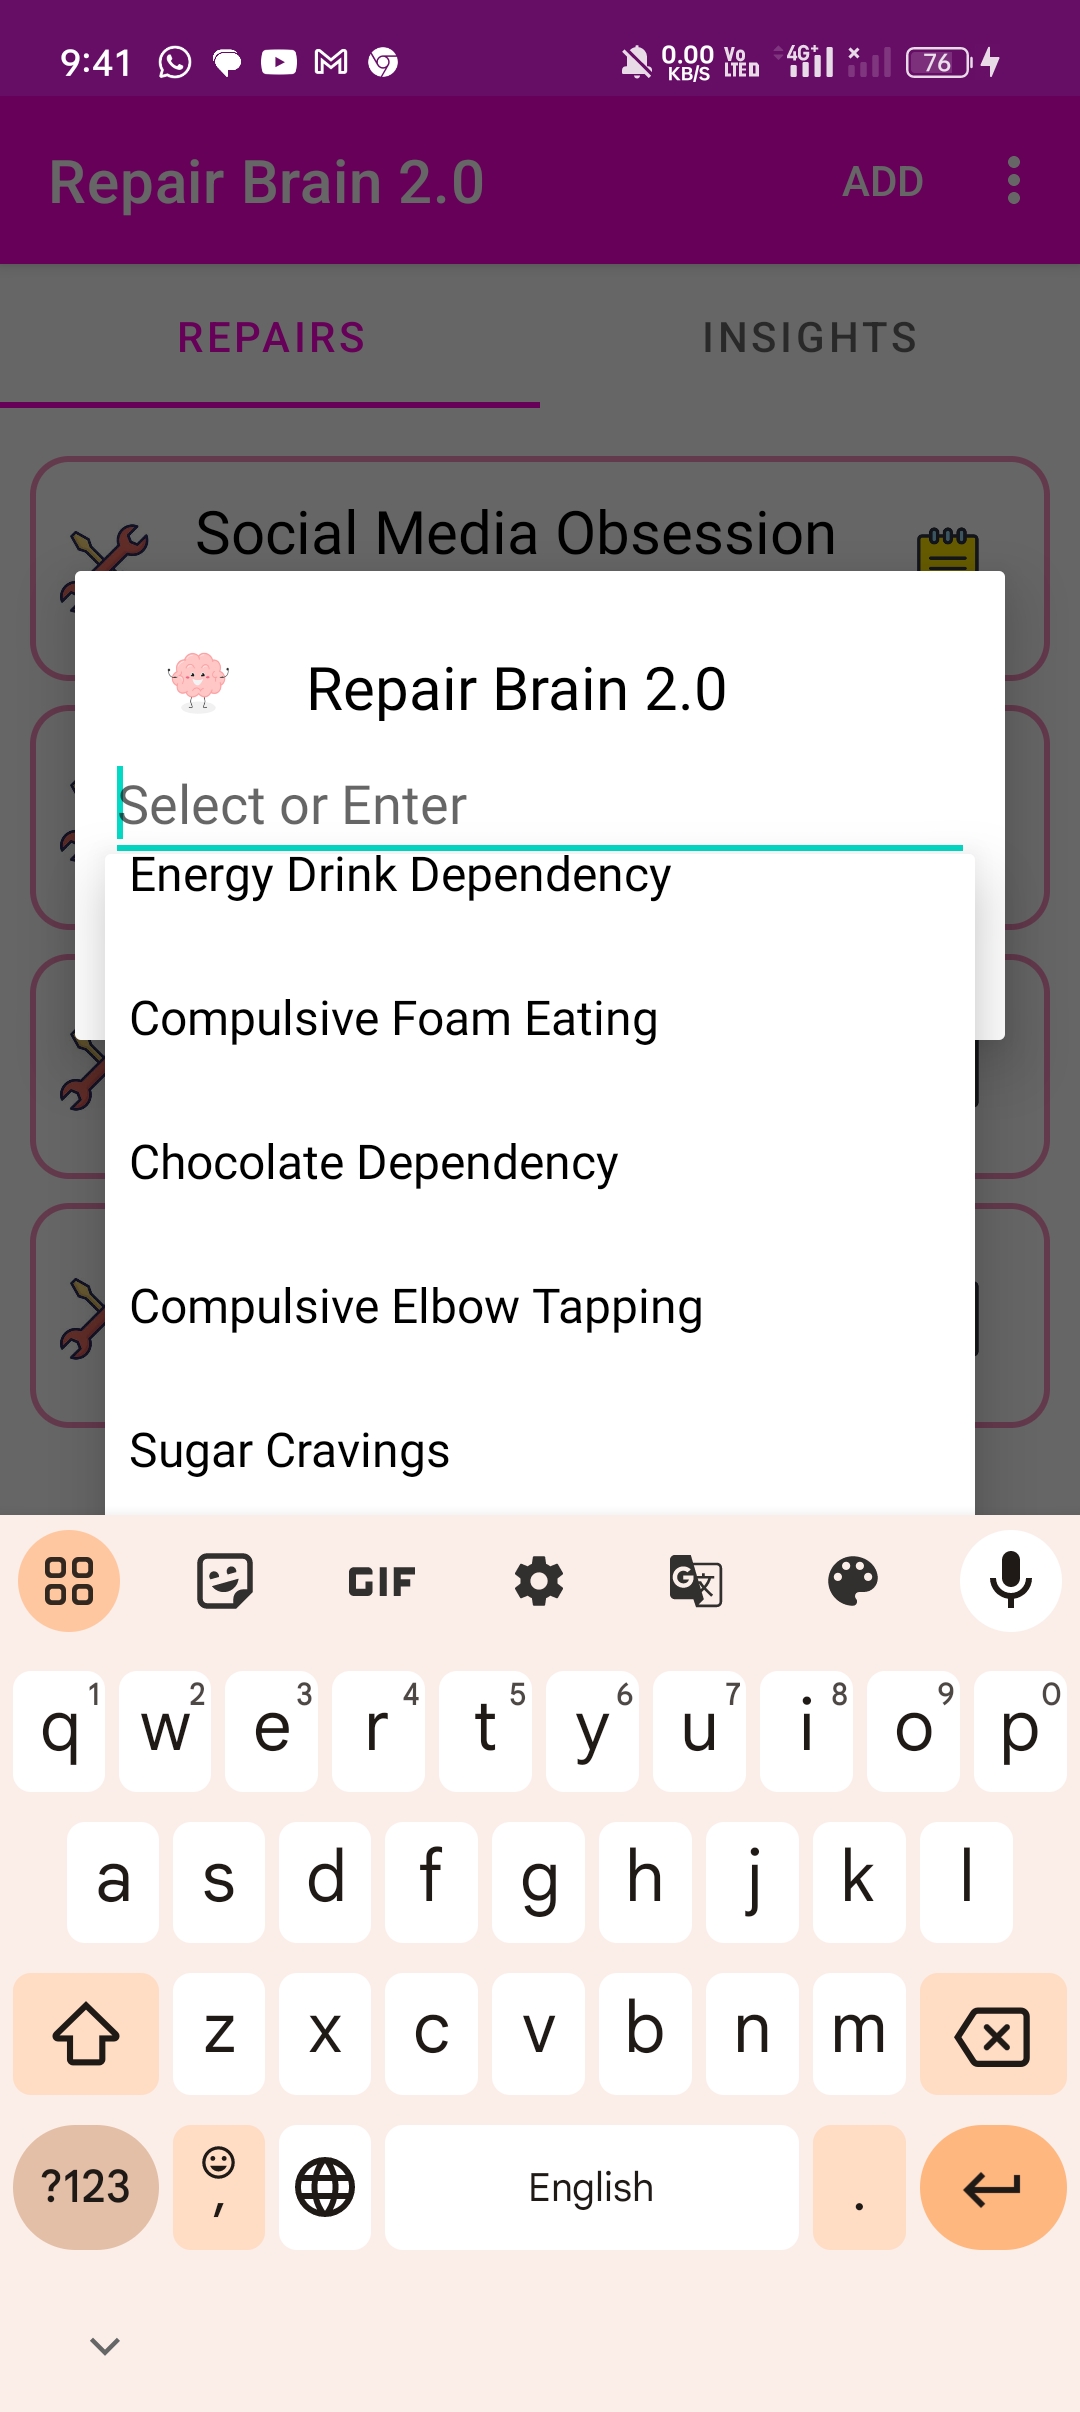 9:41
0.00 KB/S
Vo LTE
4G+
76
Repair Brain 2.0
ADD
REPAIRS
INSIGHTS
Social Media Obsession
Repair Brain 2.0
Select or Enter
Energy Drink Dependency
Compulsive Foam Eating
Chocolate Dependency
Compulsive Elbow Tapping
Sugar Cravings
GIF
G 文
q 1 w 2 e 3 r 4 t 5 y 6 u 7 i 8 o 9 p 0
a s d f g h j k l
z x c v b n m
?123 , English .